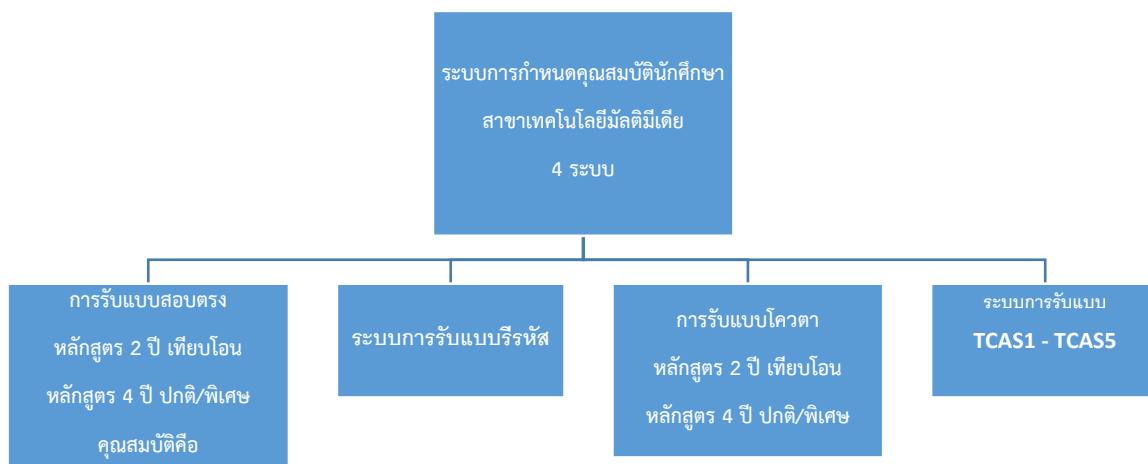 ระบบการกำหนดคุณสมบัตินักศึกษา
สาขาเทคโนโลยีมัลติมีเดีย
4 ระบบ
การรับแบบสอบตรง
หลักสูตร 2 ปี เทียบโอน
หลักสูตร 4 ปี ปกติ/พิเศษ
คุณสมบัติคือ
ระบบการรับแบบรีรหัส
การรับแบบโควตา
หลักสูตร 2 ปี เทียบโอน
หลักสูตร 4 ปี ปกติ/พิเศษ
ระบบการรับแบบ
TCAS1 - TCAS5